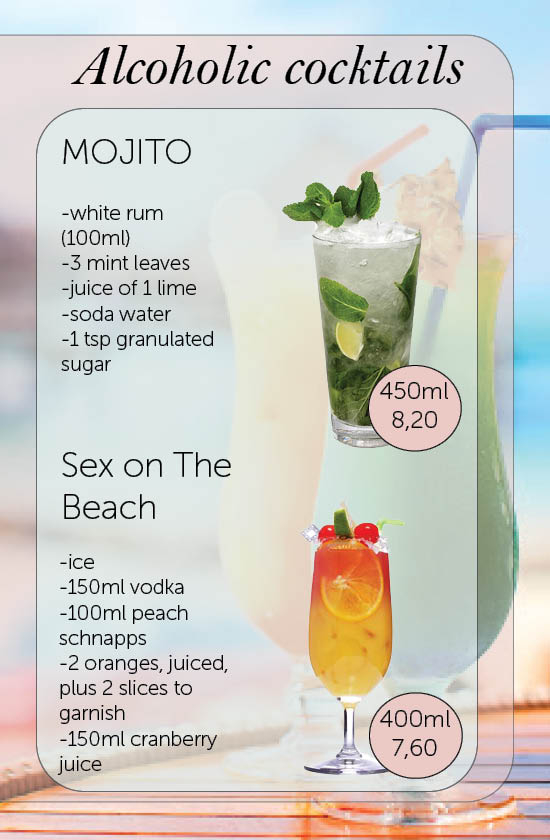 Alcoholic cocktails
MOJITO
-white rum
(100ml)
-3 mint leaves
-juice of 1 lime
-soda water
-1 tsp granulated
sugar
450ml
8,20
Sex on The
Beach
-ice
-150ml vodka
-100ml peach
schnapps
-2 oranges, juiced,
plus 2 slices to
garnish
-150ml cranberry
juice
400ml
7,60